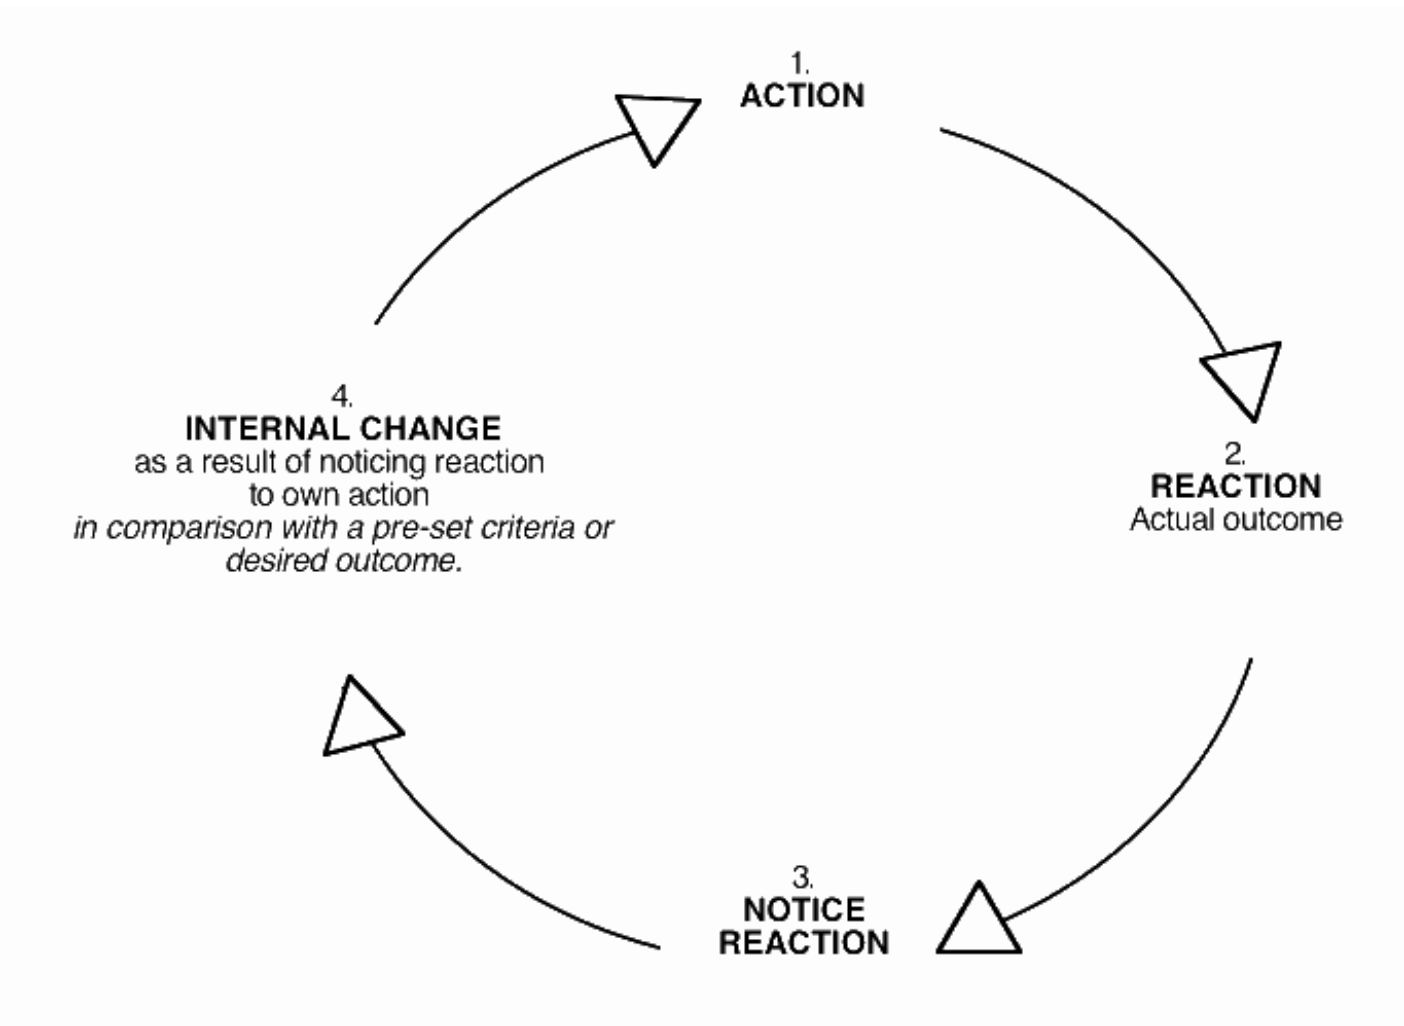 1.
ACTION
2.
REACTION
Actual outcome
3.
NOTICE
REACTION
4.
INTERNAL CHANGE
as a result of noticing reaction
to own action
in comparison with a pre-set criteria or
desired outcome.